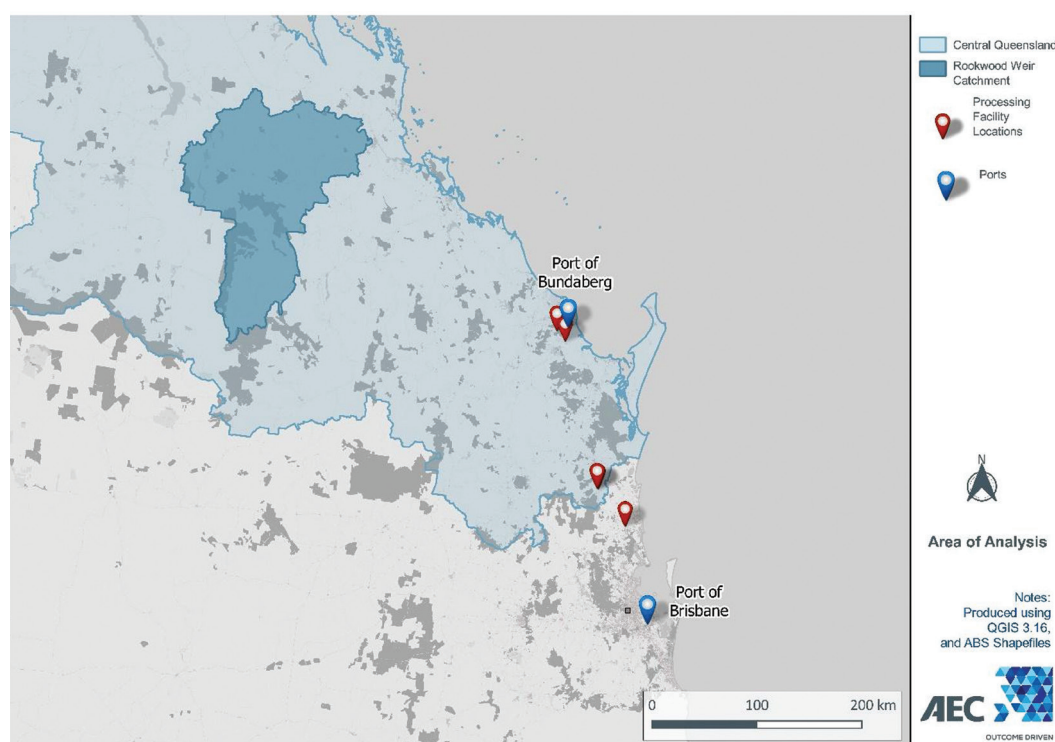 Central Queensland
Rookwood Weir
Catchment
Processing
Facility
Locations
Ports
Port of
Bundaberg
Port of
Brisbane
N
Area of Analysis
Notes:
Produced using
QGIS 3.16,
and ABS Shapefiles
0 100 200 km
AEC
OUTCOME DRIVEN